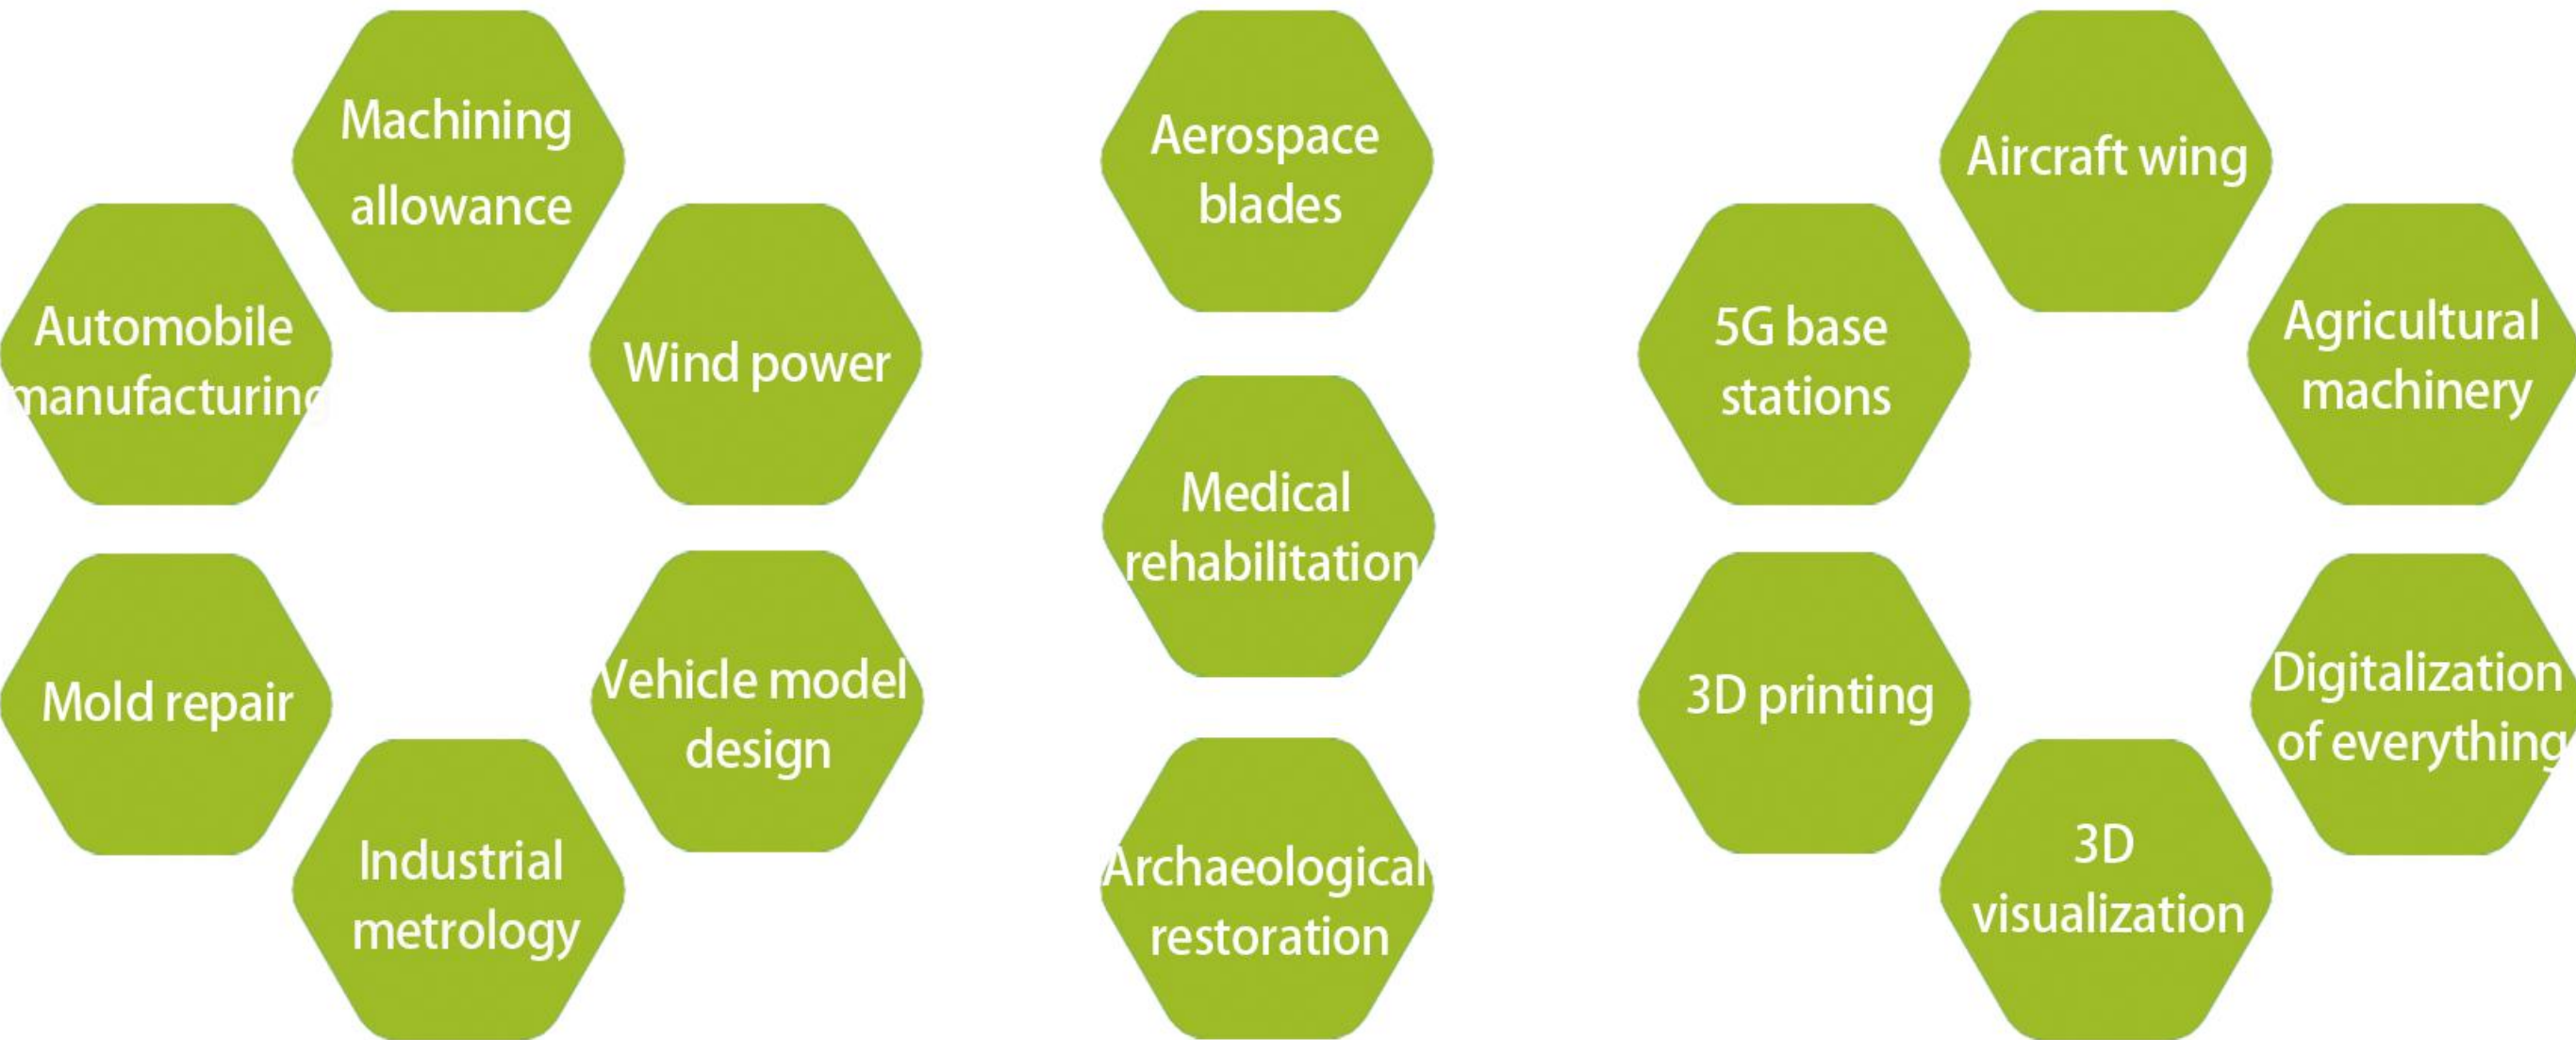 Machining
allowance
Automobile
manufacturing
Wind power
Mold repair
Vehicle model
design
Industrial
metrology
Aerospace
blades
Medical
rehabilitation
Archaeological
restoration
Aircraft wing
5G base
stations
Agricultural
machinery
3D printing
Digitalization
of everything
3D
visualization